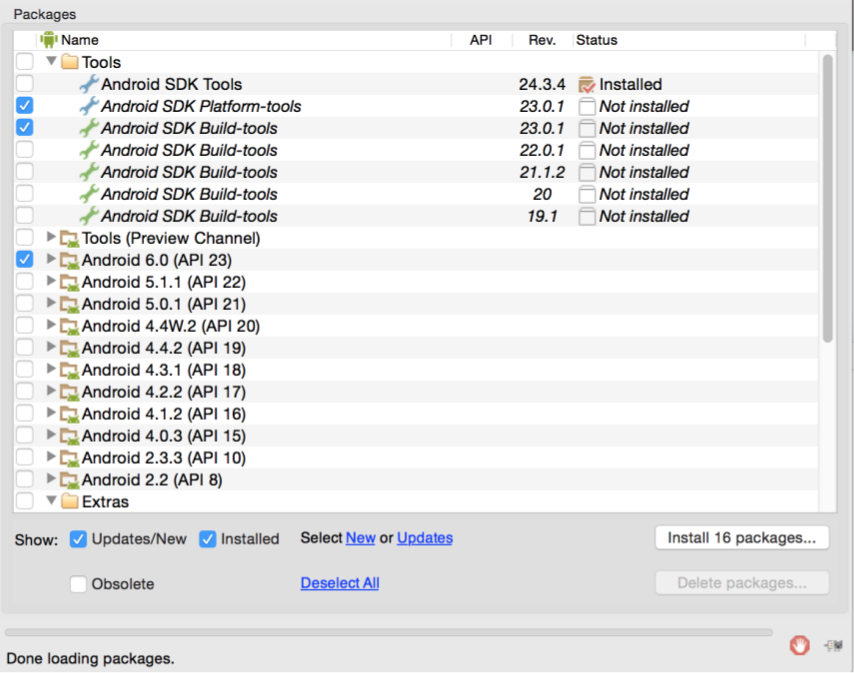 Packages
Name API Rev. Status
Tools
Android SDK Tools 24.3.4 Installed
Android SDK Platform-tools 23.0.1 Not installed
Android SDK Build-tools 23.0.1 Not installed
Android SDK Build-tools 22.0.1 Not installed
Android SDK Build-tools 21.1.2 Not installed
Android SDK Build-tools 20 Not installed
Android SDK Build-tools 19.1 Not installed
Tools (Preview Channel)
Android 6.0 (API 23)
Android 5.1.1 (API 22)
Android 5.0.1 (API 21)
Android 4.4W.2 (API 20)
Android 4.4.2 (API 19)
Android 4.3.1 (API 18)
Android 4.2.2 (API 17)
Android 4.1.2 (API 16)
Android 4.0.3 (API 15)
Android 2.3.3 (API 10)
Android 2.2 (API 8)
Extras
Show: Updates/New Installed Select New or Updates Install 16 packages...
Obsolete Deselect All Delete packages...
Done loading packages.